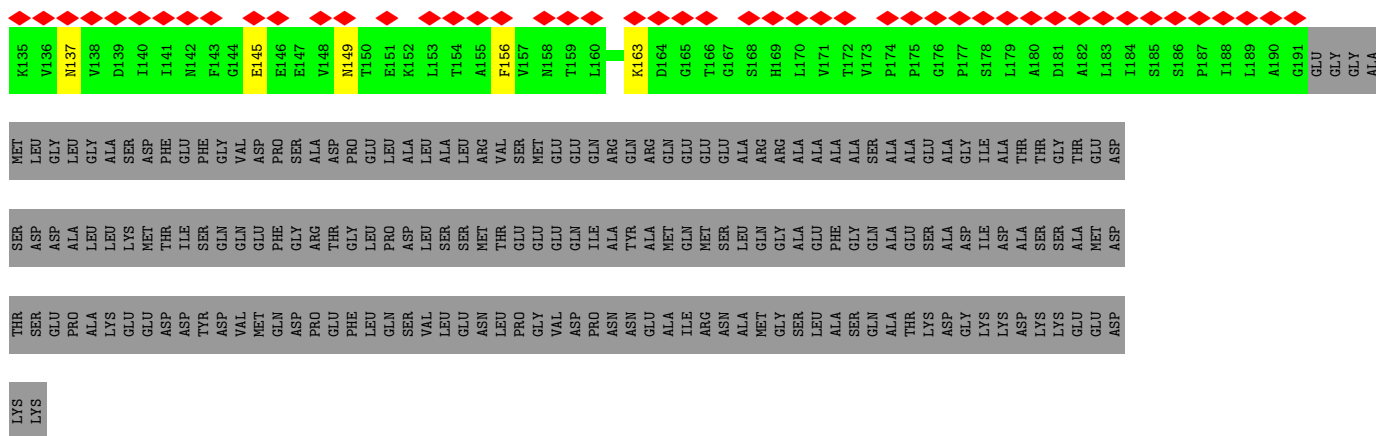 K135 V136 N137 V138 D139 I140 I141 N142 F143 G144 E145 E146 E147 V148 N149 T150 E151 K152 L153 T154 A155 F156 V157 N158 T159 L160 K163 D164 G165 T166 G167 S168 H169 L170 V171 T172 V173 P174 P175 G176 P177 S178 L179 A180 D181 A182 L183 I184 S185 S186 P187 I188 L189 A190 G191 GLU GLY GLY ALA
MET LEU GLY LEU GLY ALA SER ASP PHE GLU PHE GLY VAL ASP PRO SER ALA ASP PRO GLU LEU ALA LEU ALA LEU ARG VAL SER MET GLU GLU GLN ARG GLN ARG GLN GLU GLU GLU ALA ARG ARG ALA ALA ALA ALA SER ALA ALA GLU ALA GLY ILE ALA THR THR GLY THR GLU ASP
SER ASP ASP ALA LEU LEU LYS MET THR ILE SER GLN GLN GLU PHE GLY ARG THR GLY LEU PRO ASP LEU SER SER MET THR GLU GLU GLU GLN ILE ALA TYR ALA MET GLN MET SER LEU GLN GLY ALA GLU PHE GLY GLN ALA GLU SER ALA ASP ILE ASP ALA SER SER ALA MET ASP
THR SER GLU PRO ALA LYS GLU GLU ASP ASP TYR ASP VAL MET GLN ASP PRO GLU PHE LEU GLN SER VAL LEU GLU ASN LEU PRO GLY VAL ASP PRO ASN ASN GLU ALA ILE ARG ASN ALA MET GLY SER LEU ALA SER GLN ALA THR LYS ASP GLY LYS LYS ASP LYS LYS GLU GLU ASP
LYS LYS